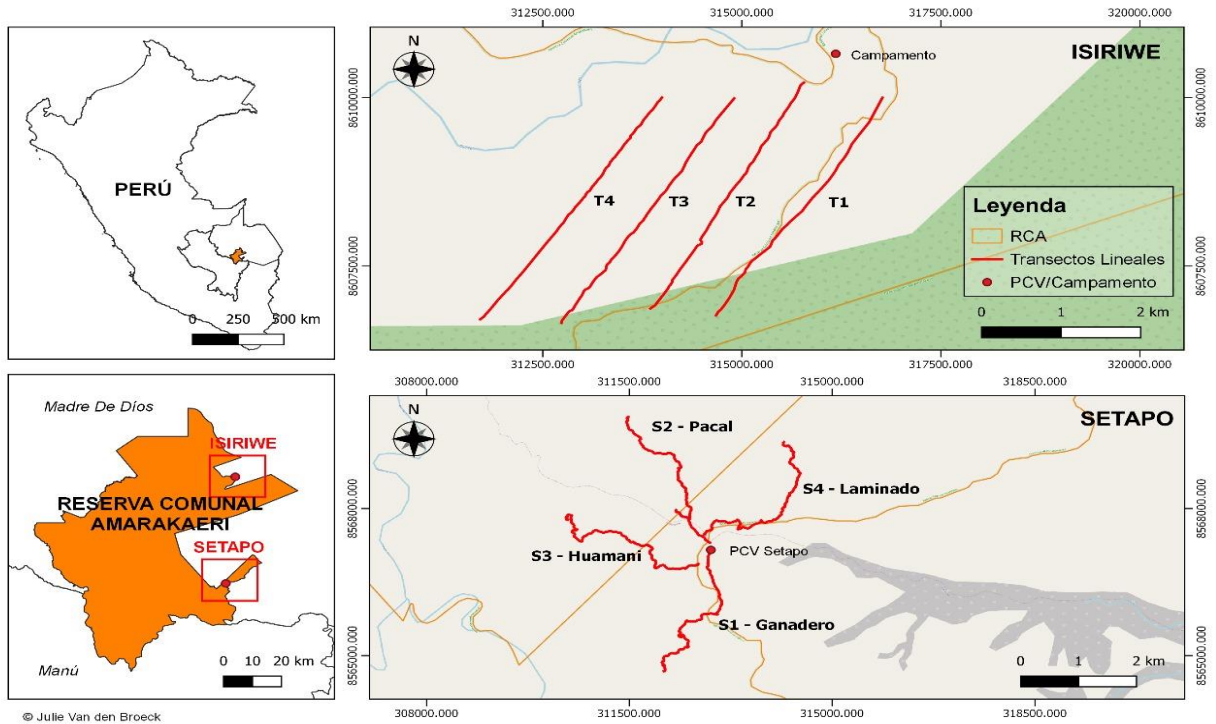 PERÚ
0 250 500 km
312500.000 315000.000 317500.000 320000.000
N
Campamento
ISIRIWE
8610000.000
8607500.000
T4
T3
T2
T1
Leyenda
RCA
Transectos Lineales
PCV/Campamento
0 1 2 km
8610000.000
8607500.000
312500.000 315000.000 317500.000 320000.000
Madre De Díos
ISIRIWE
RESERVA COMUNAL
AMARAKAERI
SETAPO
0 10 20 km
Manú
308000.000 311500.000 315000.000 318500.000
N
SETAPO
S2 - Pacal
S4 - Laminado
S3 - Huamani
PCV Setapo
S1 - Ganadero
8568000.000
8565000.000
0 1 2 km
8568000.000
8565000.000
308000.000 311500.000 315000.000 318500.000
© Julie Van den Broeck